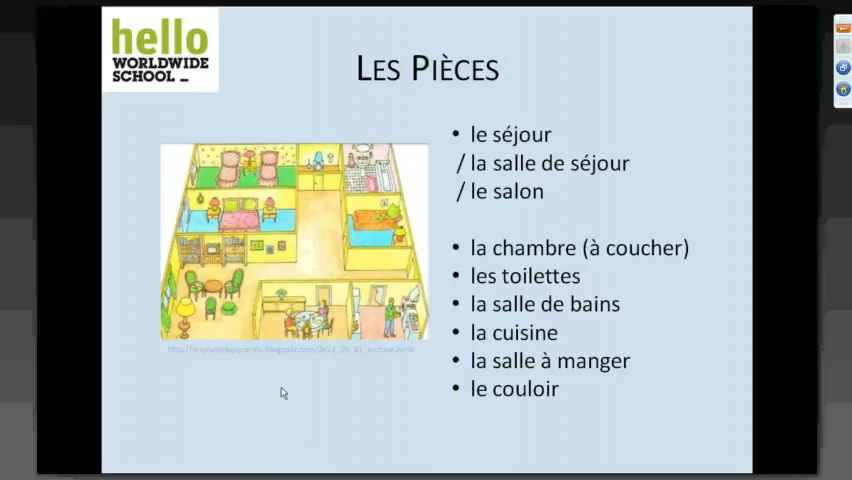 hello
WORLDWIDE
SCHOOL ...
LES PIÈCES
• le séjour
/ la salle de séjour
/ le salon
• la chambre (à coucher)
• les toilettes
• la salle de bains
• la cuisine
• la salle à manger
• le couloir